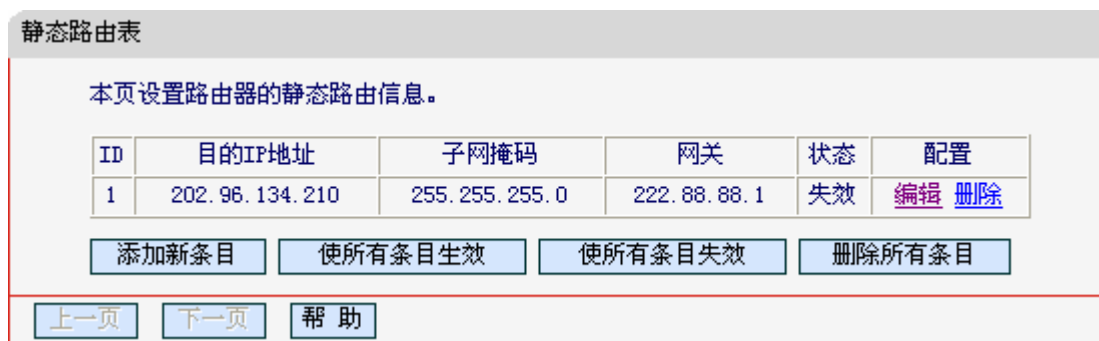 静态路由表
本页设置路由器的静态路由信息。
ID 目的IP地址 子网掩码 网关 状态 配置
1 202.96.134.210 255.255.255.0 222.88.88.1 失效 编辑 删除
添加新条目 使所有条目生效 使所有条目失效 删除所有条目
上一页 下一页 帮 助